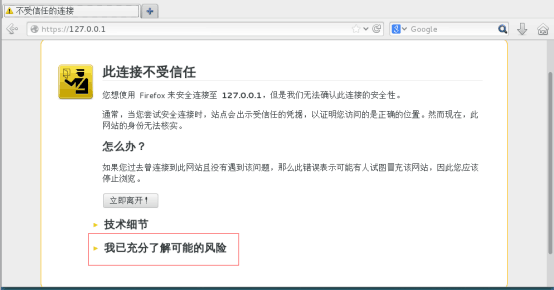 不受信任的连接
https://127.0.0.1
Google
此连接不受信任
您想使用 Firefox 来安全连接至 127.0.0.1，但是我们无法确认此连接的安全性。
通常，当您尝试安全连接时，站点会出示受信任的凭据，以证明您访问的是正确的位置。然而现在，此
网站的身份无法核实。
怎么办？
如果您过去曾连接到此网站且没有遇到该问题，那么此错误表示可能有人试图冒充该网站，因此您应该
停止浏览。
立即离开！
技术细节
我已充分了解可能的风险